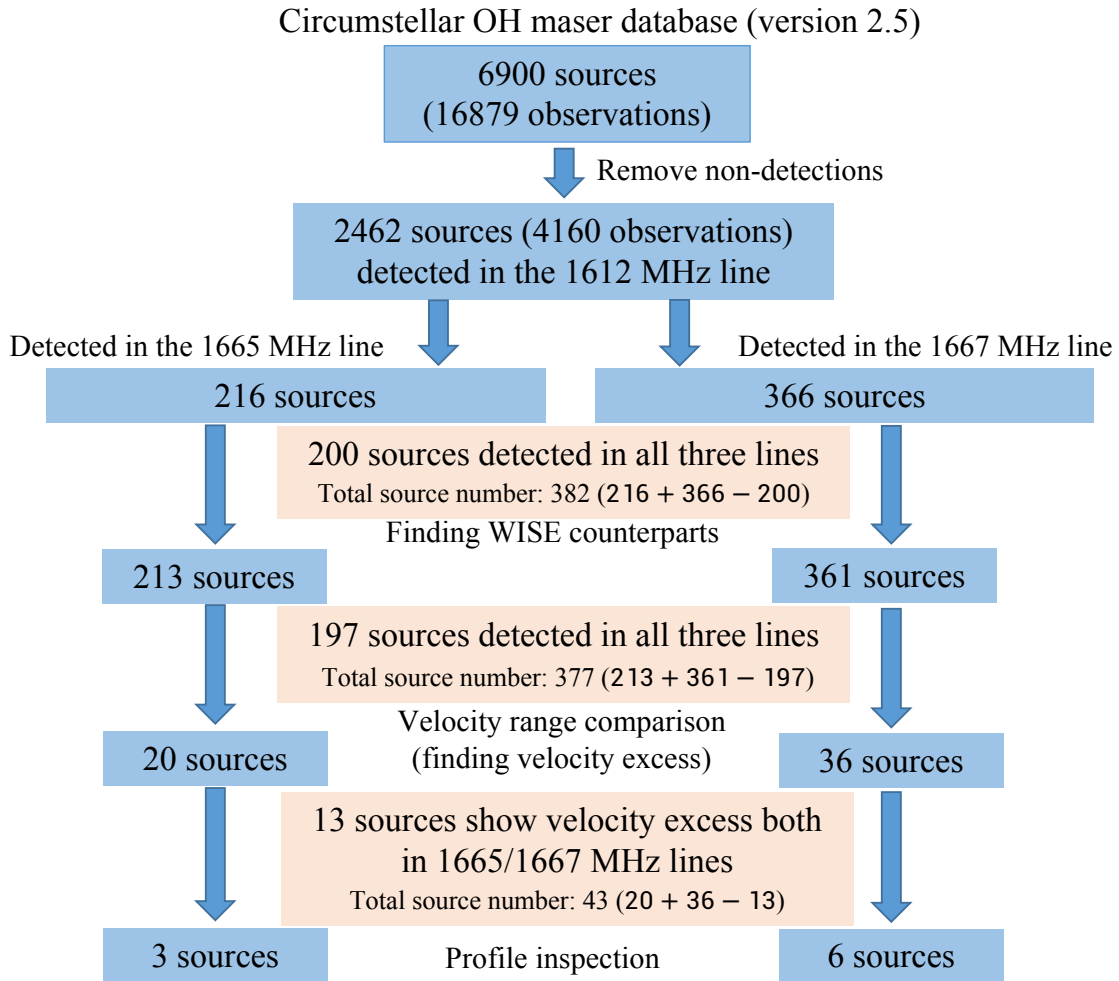 Circumstellar OH maser database (version 2.5)
6900 sources
(16879 observations)
Remove non-detections
2462 sources (4160 observations)
detected in the 1612 MHz line
Detected in the 1665 MHz line
Detected in the 1667 MHz line
216 sources
366 sources
200 sources detected in all three lines
Total source number: 382 (216 + 366 − 200)
Finding WISE counterparts
213 sources
361 sources
197 sources detected in all three lines
Total source number: 377 (213 + 361 − 197)
Velocity range comparison
(finding velocity excess)
20 sources
36 sources
13 sources show velocity excess both
in 1665/1667 MHz lines
Total source number: 43 (20 + 36 − 13)
3 sources
Profile inspection
6 sources